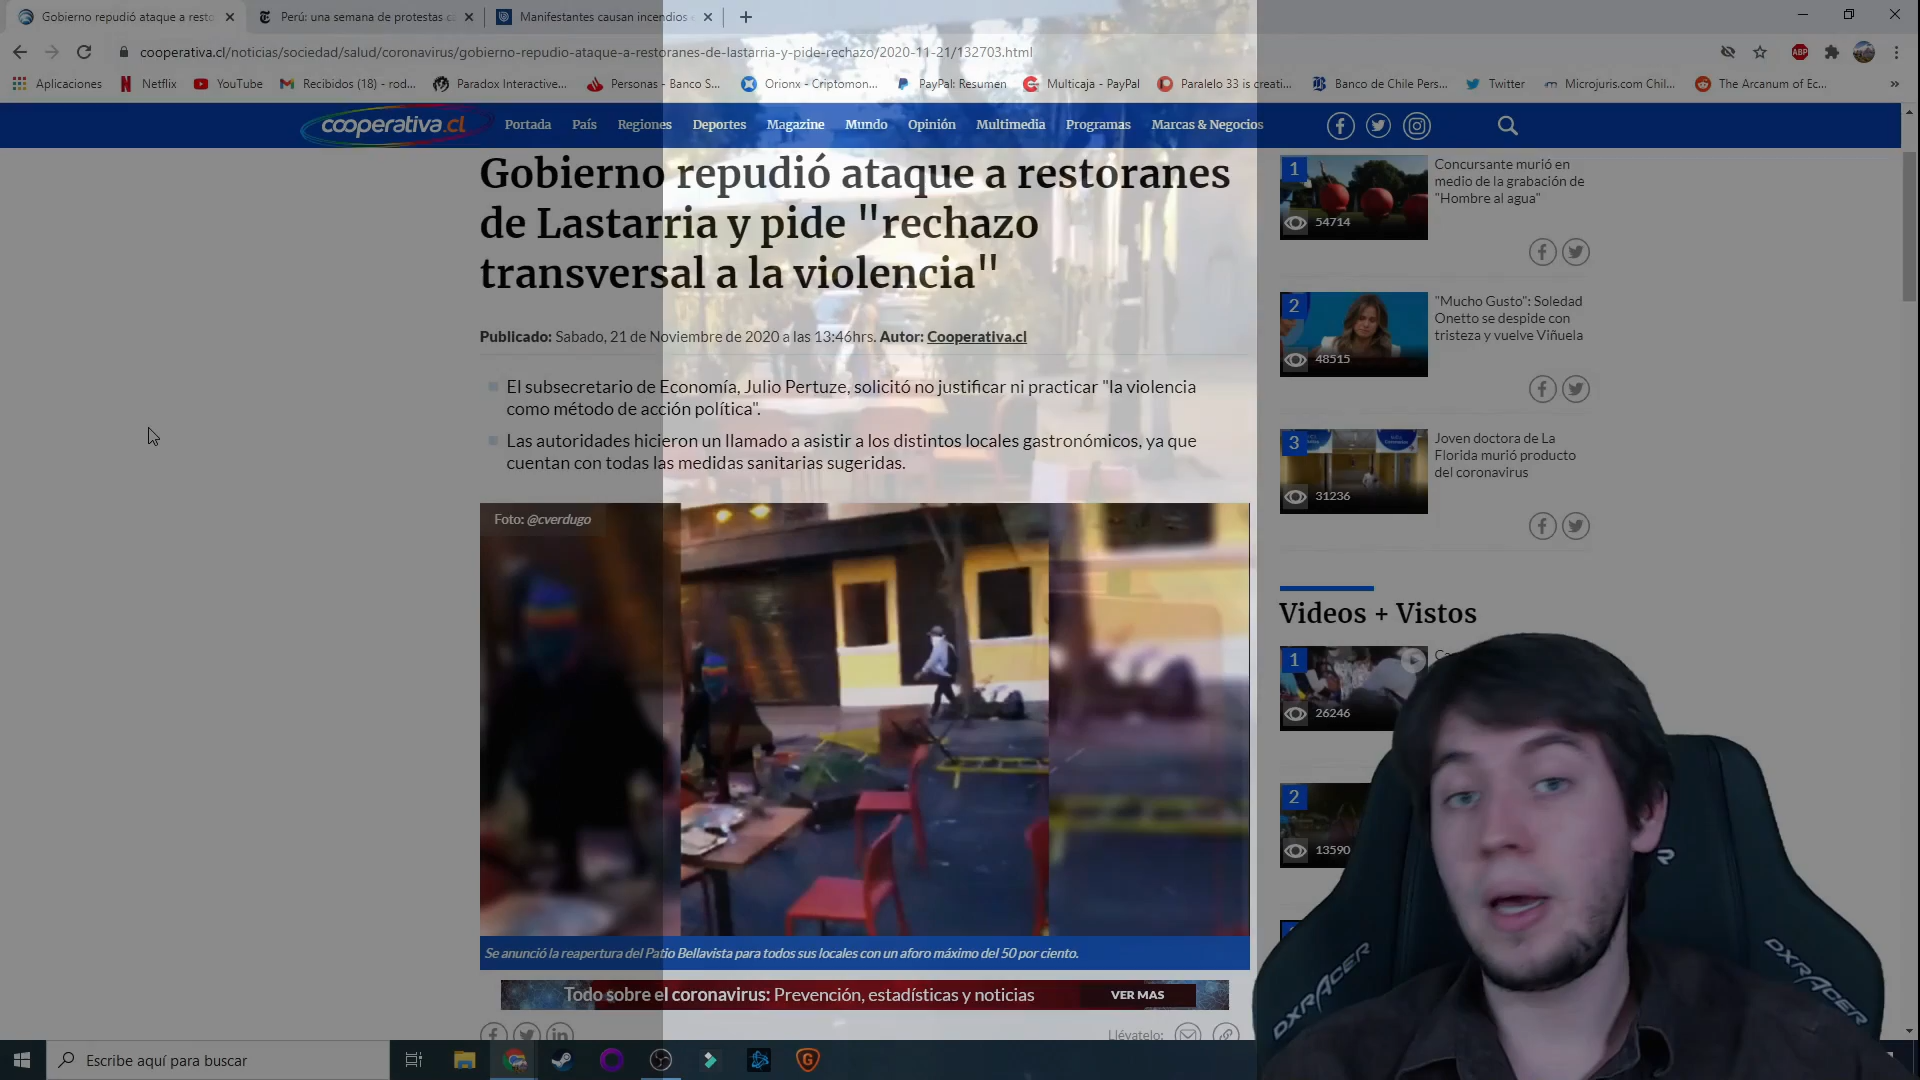 Gobierno repudió ataque a resto
Perú: una semana de protestas c
Manifestantes causan incendios
cooperativa.cl/noticias/sociedad/salud/coronavirus/gobierno-repudio-ataque-a-restoranes-de-lastarria-y-pide-rechazo/2020-11-21/132703.html
ABP
Aplicaciones
Netflix
YouTube
Recibidos (18) - rod...
Paradox Interactive...
Personas - Banco S...
Orionx - Criptomon...
PayPal: Resumen
Multicaja - PayPal
Paralelo 33 is creati...
Banco de Chile Pers...
Twitter
Microjuris.com Chil...
The Arcanum of Ec...
cooperativa.cl
Portada
País
Regiones
Deportes
Magazine
Mundo
Opinión
Multimedia
Programas
Marcas & Negocios
Gobierno repudió ataque a restoranes
de Lastarria y pide "rechazo
transversal a la violencia"
Publicado: Sabado, 21 de Noviembre de 2020 a las 13:46hrs. Autor: Cooperativa.cl
El subsecretario de Economía, Julio Pertuze, solicitó no justificar ni practicar "la violencia
como método de acción política".
Las autoridades hicieron un llamado a asistir a los distintos locales gastronómicos, ya que
cuentan con todas las medidas sanitarias sugeridas.
Foto: @cverdugo
Se anunció la reapertura del Patio Bellavista para todos sus locales con un aforo máximo del 50 por ciento.
Todo sobre el coronavirus: Prevención, estadísticas y noticias
VER MAS
Llévatelo:
1
54714
Concursante murió en
medio de la grabación de
"Hombre al agua"
2
48515
"Mucho Gusto": Soledad
Onetto se despide con
tristeza y vuelve Viñuela
3
31236
Joven doctora de La
Florida murió producto
del coronavirus
Videos + Vistos
1
26246
2
13590
DXRACER
DXRACER
Escribe aquí para buscar